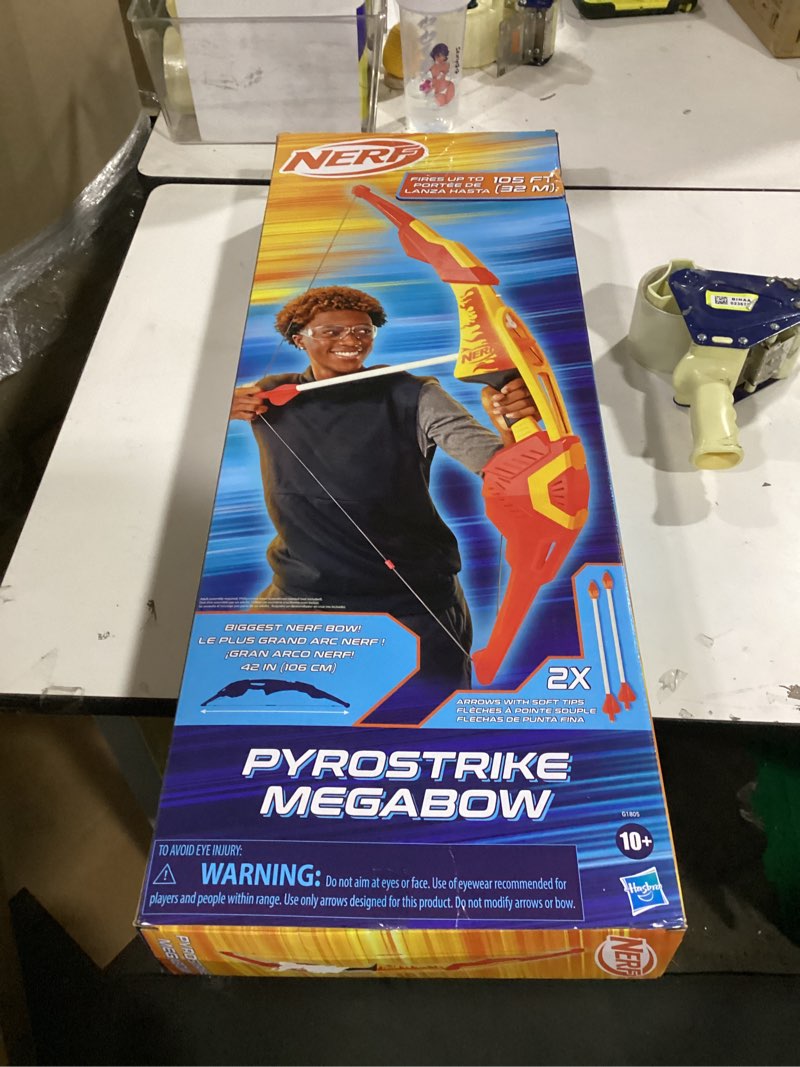 NERF
FIRES UP TO
PORTÉE DE
LANZA HASTA
105 FT.
(32 M)
NERF
BIGGEST NERF BOW!
LE PLUS GRAND ARC NERF !
¡GRAN ARCO NERF!
42 IN (106 CM)
2X
ARROWS WITH SOFT TIPS
FLÈCHES À POINTE SOUPLE
FLECHAS DE PUNTA FINA
PYROSTRIKE
MEGABOW
G1805
10+
TO AVOID EYE INJURY:
WARNING: Do not aim at eyes or face. Use of eyewear recommended for
players and people within range. Use only arrows designed for this product. Do not modify arrows or bow.
Hasbro
PYROSTRIKE
NERF